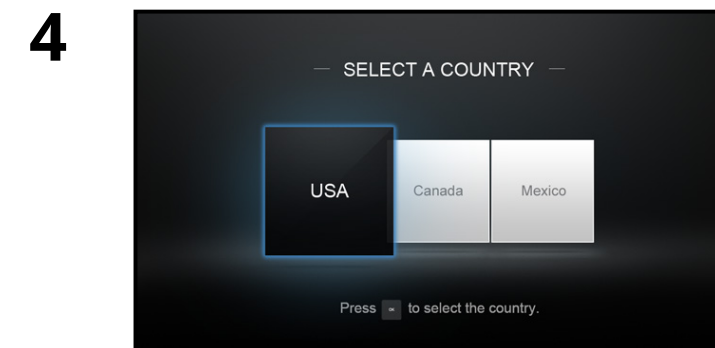 4
SELECT A COUNTRY
USA
Canada
Mexico
Press to select the country.